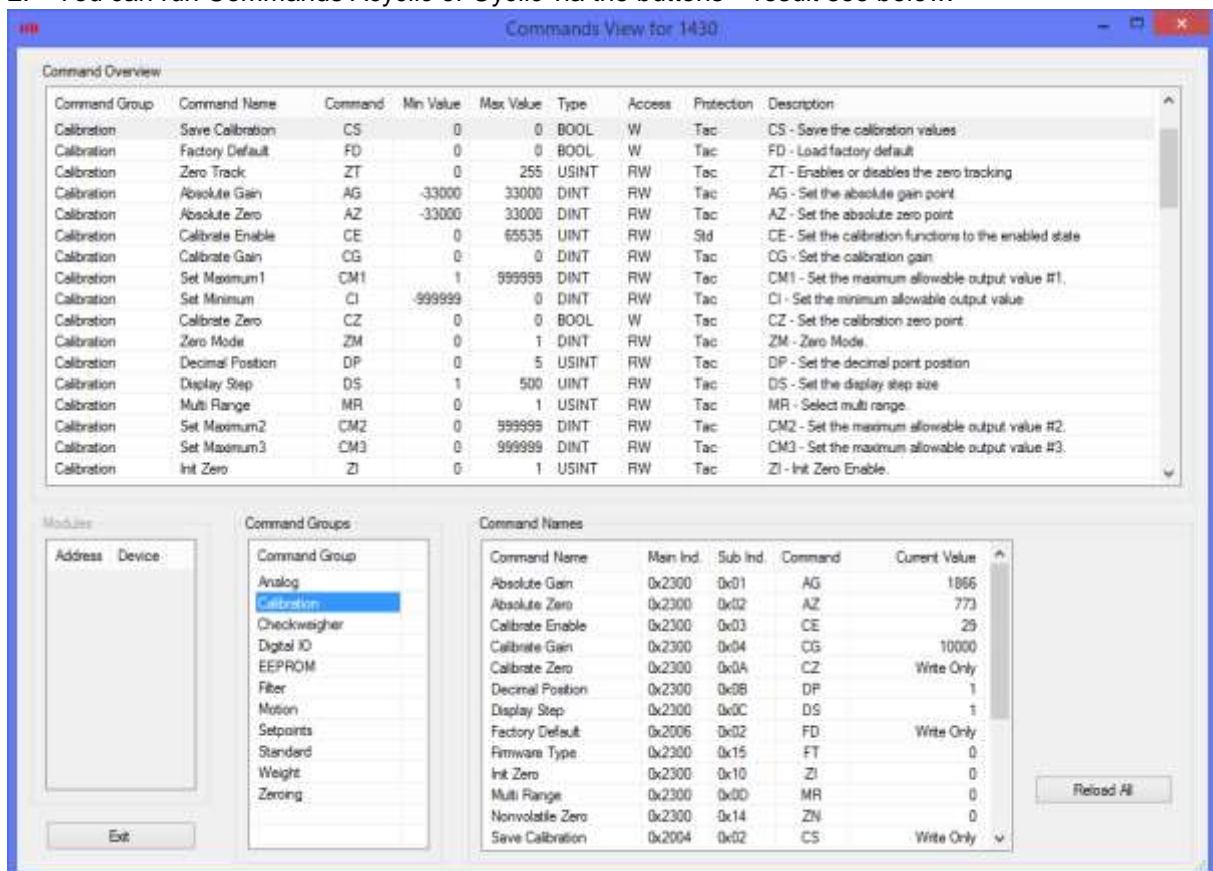 Commands View for 1430
Command Overview
Command Group Command Name Command Min Value Max Value Type Access Protection Description
Calibration Save Calibration CS 0 0 BOOL W Tac CS - Save the calibration values
Calibration Factory Default FD 0 0 BOOL W Tac FD - Load factory default
Calibration Zero Track ZT 0 255 USINT RW Tac ZT - Enables or disables the zero tracking
Calibration Absolute Gain AG -33000 33000 DINT RW Tac AG - Set the absolute gain point
Calibration Absolute Zero AZ -33000 33000 DINT RW Tac AZ - Set the absolute zero point
Calibration Calibrate Enable CE 0 65535 UINT RW Std CE - Set the calibration functions to the enabled state
Calibration Calibrate Gain CG 0 0 DINT RW Tac CG - Set the calibration gain
Calibration Set Maximum1 CM1 1 999999 DINT RW Tac CM1 - Set the maximum allowable output value #1.
Calibration Set Minimum CI -999999 0 DINT RW Tac CI - Set the minimum allowable output value
Calibration Calibrate Zero CZ 0 0 BOOL W Tac CZ - Set the calibration zero point
Calibration Zero Mode ZM 0 1 DINT RW Tac ZM - Zero Mode.
Calibration Decimal Position DP 0 5 USINT RW Tac DP - Set the decimal point position
Calibration Display Step DS 1 500 UINT RW Tac DS - Set the display step size
Calibration Multi Range MR 0 1 USINT RW Tac MR - Select multi range.
Calibration Set Maximum2 CM2 0 999999 DINT RW Tac CM2 - Set the maximum allowable output value #2.
Calibration Set Maximum3 CM3 0 999999 DINT RW Tac CM3 - Set the maximum allowable output value #3.
Calibration Init Zero ZI 0 1 USINT RW Tac ZI - Init Zero Enable.
Modules
Address Device
Exit
Command Groups
Command Group
Analog
Calibration
Checkweigher
Digital IO
EEPROM
Filter
Motion
Setpoints
Standard
Weight
Zeroing
Command Names
Command Name Main Ind. Sub Ind. Command Current Value
Absolute Gain 0x2300 0x01 AG 1866
Absolute Zero 0x2300 0x02 AZ 773
Calibrate Enable 0x2300 0x03 CE 29
Calibrate Gain 0x2300 0x04 CG 10000
Calibrate Zero 0x2300 0x0A CZ Write Only
Decimal Position 0x2300 0x0B DP 1
Display Step 0x2300 0x0C DS 1
Factory Default 0x2006 0x02 FD Write Only
Firmware Type 0x2300 0x15 FT 0
Init Zero 0x2300 0x10 ZI 0
Multi Range 0x2300 0x0D MR 0
Nonvolatile Zero 0x2300 0x14 ZN 0
Save Calibration 0x2004 0x02 CS Write Only
Reload All